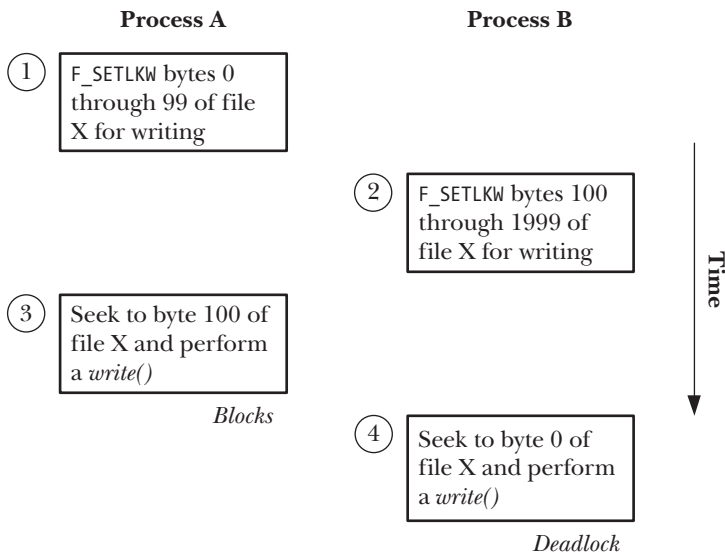 Process A
Process B
1
F_SETLKW bytes 0
through 99 of file
X for writing
2
F_SETLKW bytes 100
through 1999 of
file X for writing
Time
3
Seek to byte 100 of
file X and perform
a write()
Blocks
4
Seek to byte 0 of
file X and perform
a write()
Deadlock